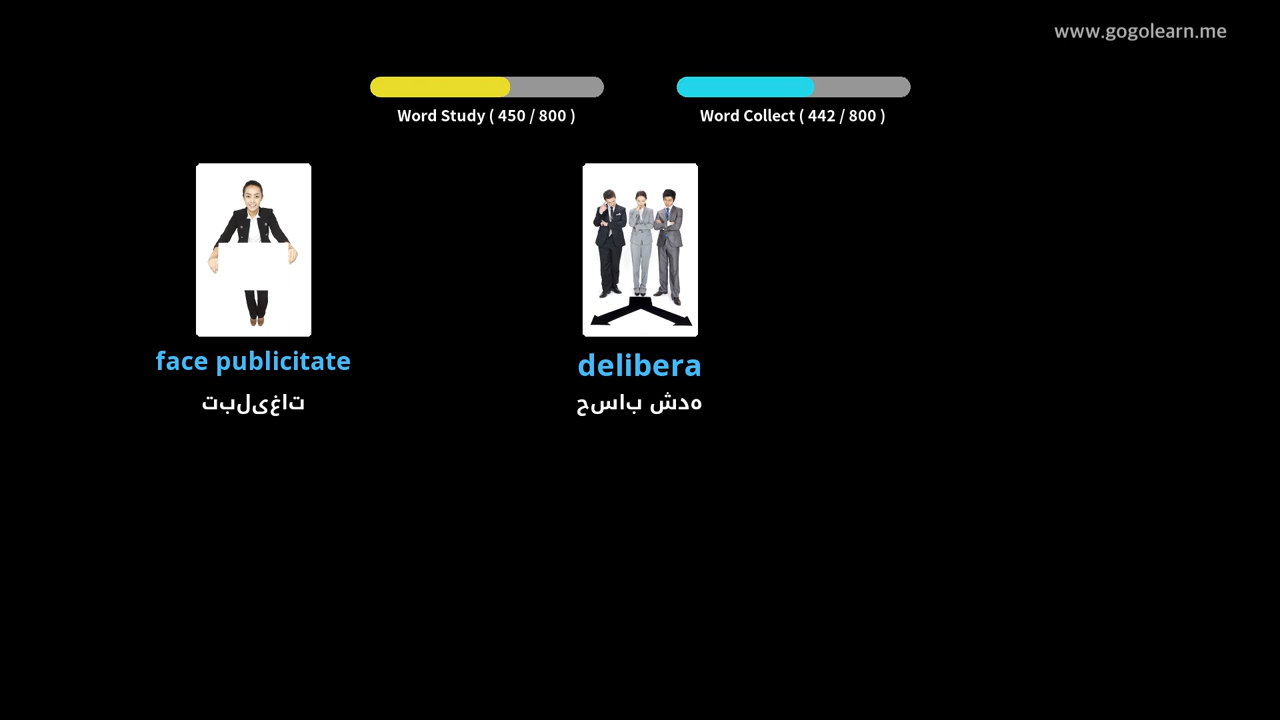 www.gogolearn.me
Word Study ( 450 / 800 )
Word Collect ( 442 / 800 )
face publicitate
تبلیغات
delibera
حساب شده